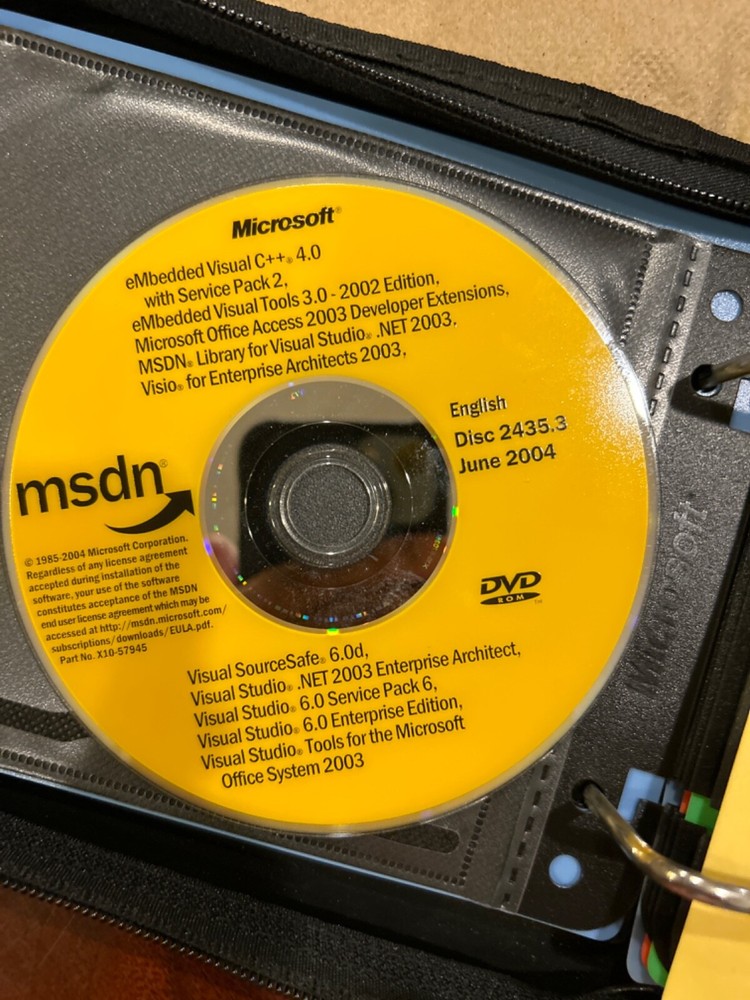 Microsoft®
eMbedded Visual C++® 4.0
with Service Pack 2,
eMbedded Visual Tools 3.0 - 2002 Edition,
Microsoft Office Access 2003 Developer Extensions,
MSDN® Library for Visual Studio® .NET 2003,
Visio® for Enterprise Architects 2003,
English
Disc 2435.3
June 2004
msdn®
© 1985-2004 Microsoft Corporation.
Regardless of any license agreement
accepted during installation of the
software, your use of the software
constitutes acceptance of the MSDN
end user license agreement which may be
accessed at http://msdn.microsoft.com/
subscriptions/downloads/EULA.pdf.
Part No. X10-57945
DVD
ROM™
Visual SourceSafe® 6.0d,
Visual Studio® .NET 2003 Enterprise Architect,
Visual Studio® 6.0 Service Pack 6,
Visual Studio® 6.0 Enterprise Edition,
Visual Studio® Tools for the Microsoft
Office System 2003
Microsoft